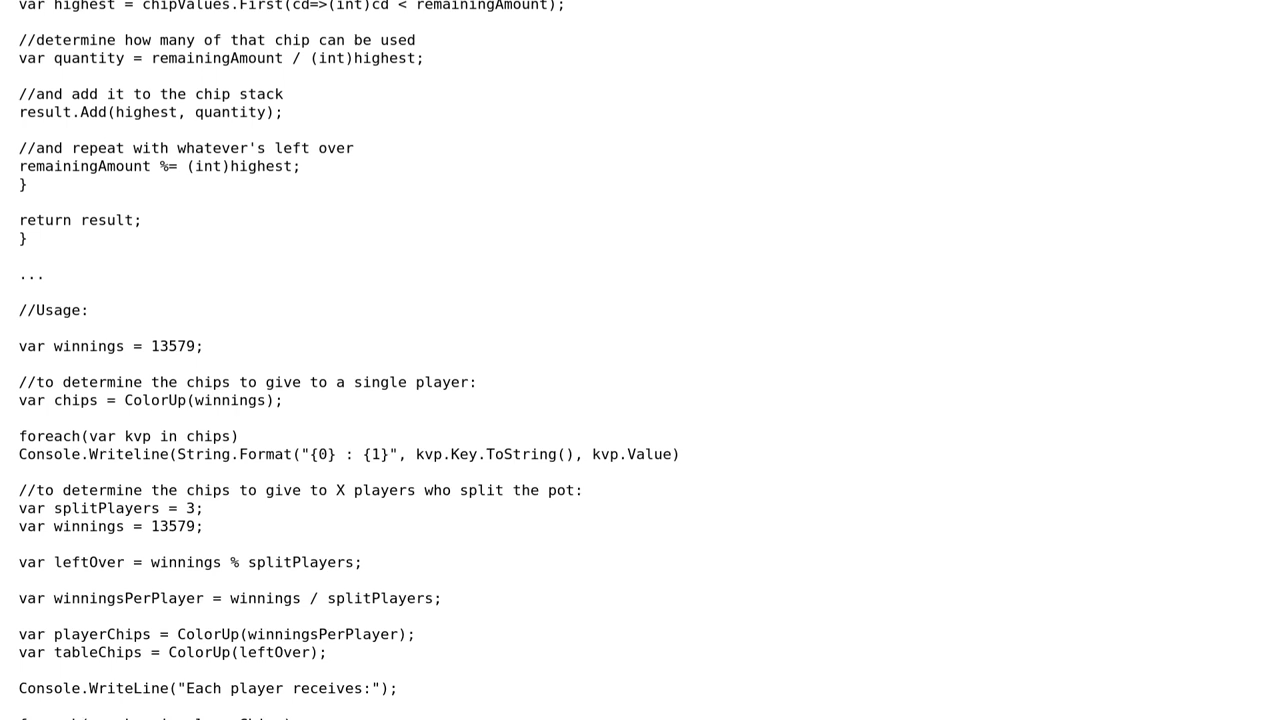 var highest = chipValues.First(cd=>(int)cd < remainingAmount);
//determine how many of that chip can be used
var quantity = remainingAmount / (int)highest;
//and add it to the chip stack
result.Add(highest, quantity);
//and repeat with whatever's left over
remainingAmount %= (int)highest;
}
return result;
}
...
//Usage:
var winnings = 13579;
//to determine the chips to give to a single player:
var chips = ColorUp(winnings);
foreach(var kvp in chips)
Console.Writeline(String.Format("{0} : {1}", kvp.Key.ToString(), kvp.Value)
//to determine the chips to give to X players who split the pot:
var splitPlayers = 3;
var winnings = 13579;
var leftOver = winnings % splitPlayers;
var winningsPerPlayer = winnings / splitPlayers;
var playerChips = ColorUp(winningsPerPlayer);
var tableChips = ColorUp(leftOver);
Console.WriteLine("Each player receives:");